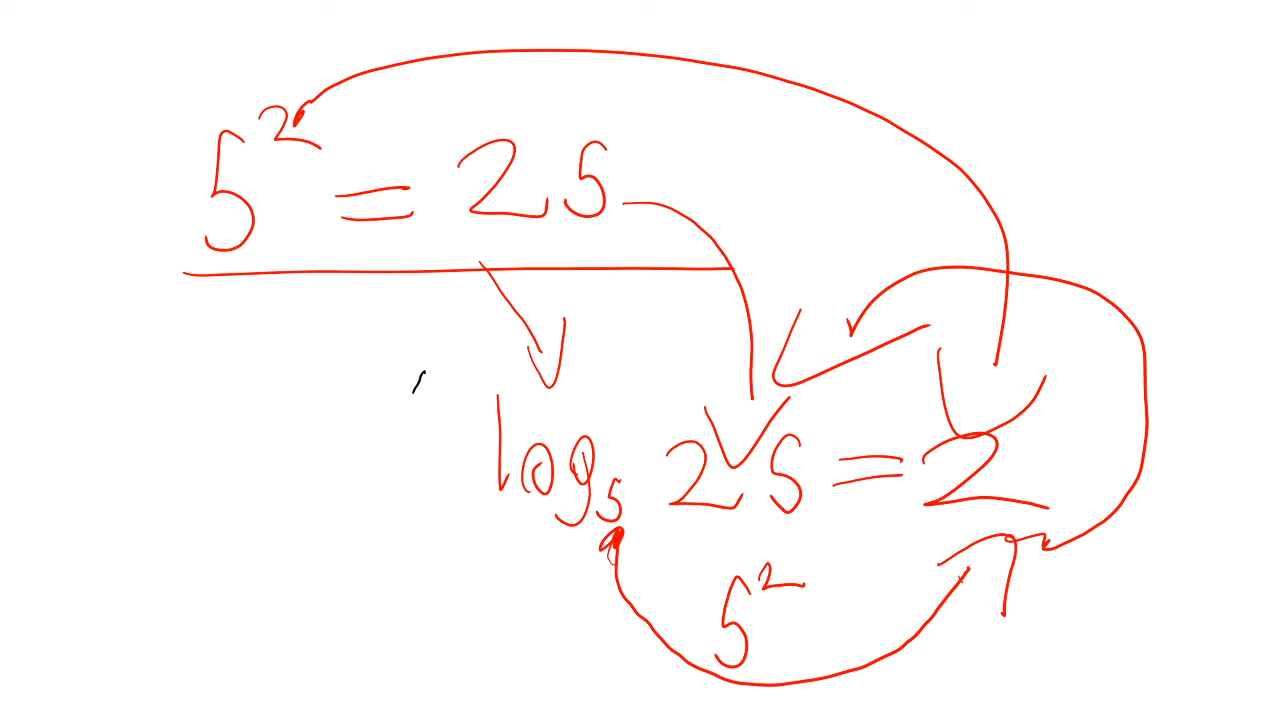 5² = 25
log₅ 25 = 2
5²